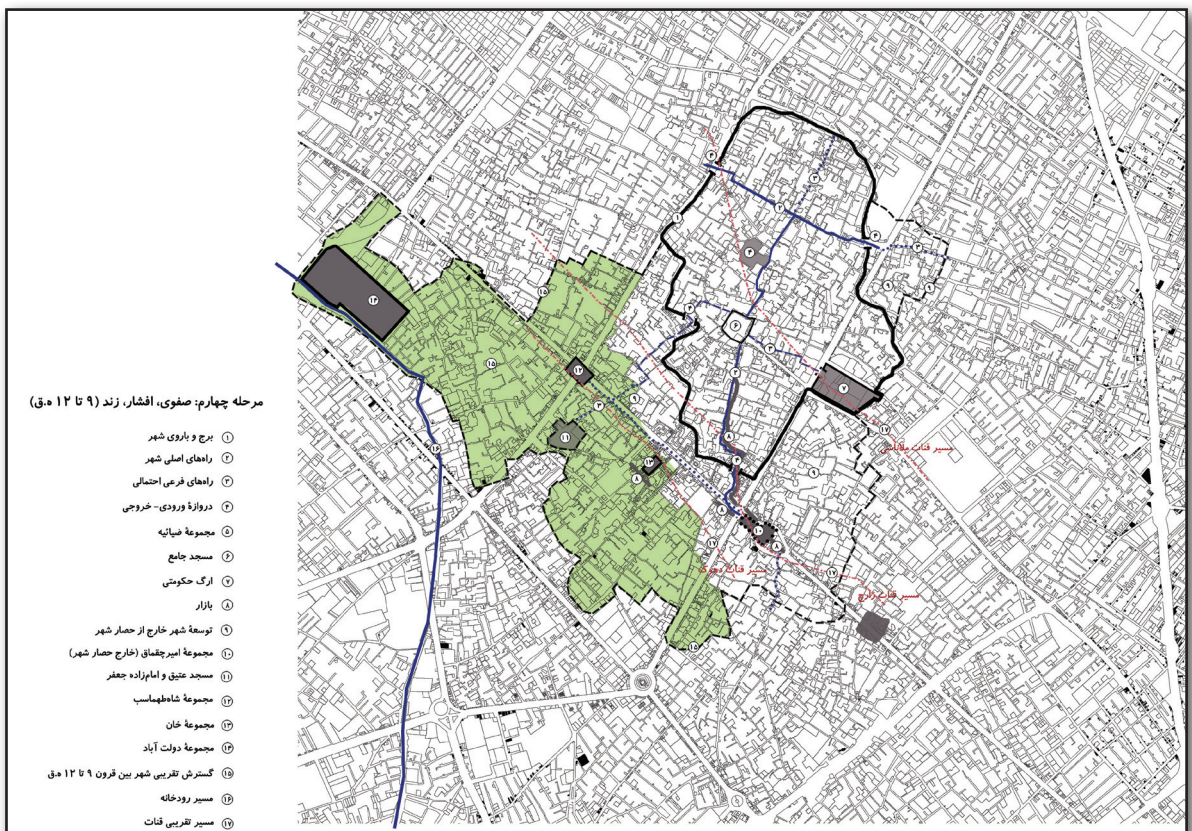 مرحله چهارم: صفوی، افشار، زند (۹ تا ۱۲ ه.ق)
۱ برج و باروی شهر
۲ راه‌های اصلی شهر
۳ راه‌های فرعی احتمالی
۴ دروازهٔ ورودی- خروجی
۵ مجموعهٔ ضیائیه
۶ مسجد جامع
۷ ارگ حکومتی
۸ بازار
۹ توسعهٔ شهر خارج از حصار شهر
۱۰ مجموعهٔ امیرچقماق (خارج حصار شهر)
۱۱ مسجد عتیق و امام‌زاده جعفر
۱۲ مجموعهٔ شاه‌طهماسب
۱۳ مجموعهٔ خان
۱۴ مجموعهٔ دولت آباد
۱۵ گسترش تقریبی شهر بین قرون ۹ تا ۱۲ ه.ق
۱۶ مسیر رودخانه
۱۷ مسیر تقریبی قنات
مسیر قنات
مسیر قنات
مسیر قنات زارچ